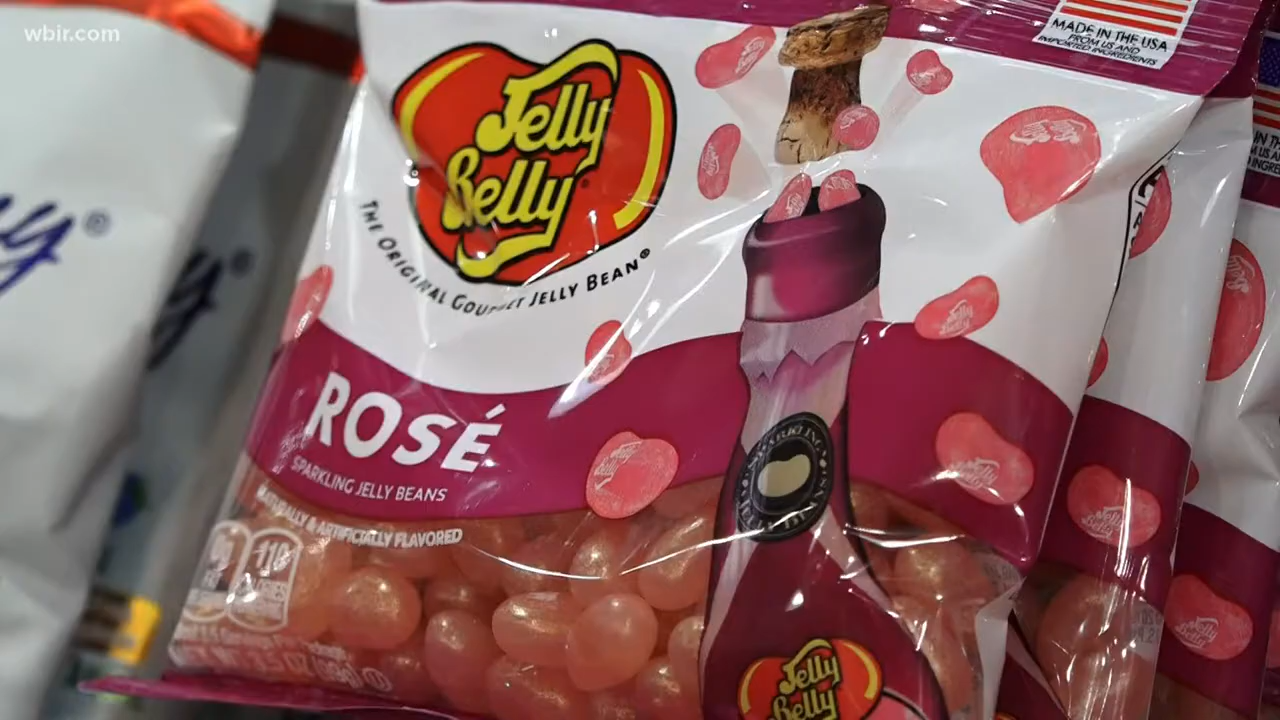 wbir.com
MADE IN THE USA
FROM US AND
IMPORTED INGREDIENTS
Jelly
Belly
THE ORIGINAL GOURMET JELLY BEAN®
ROSÉ
SPARKLING JELLY BEANS
NATURALLY & ARTIFICIALLY FLAVORED
110
SPARKLING
Jelly
Belly